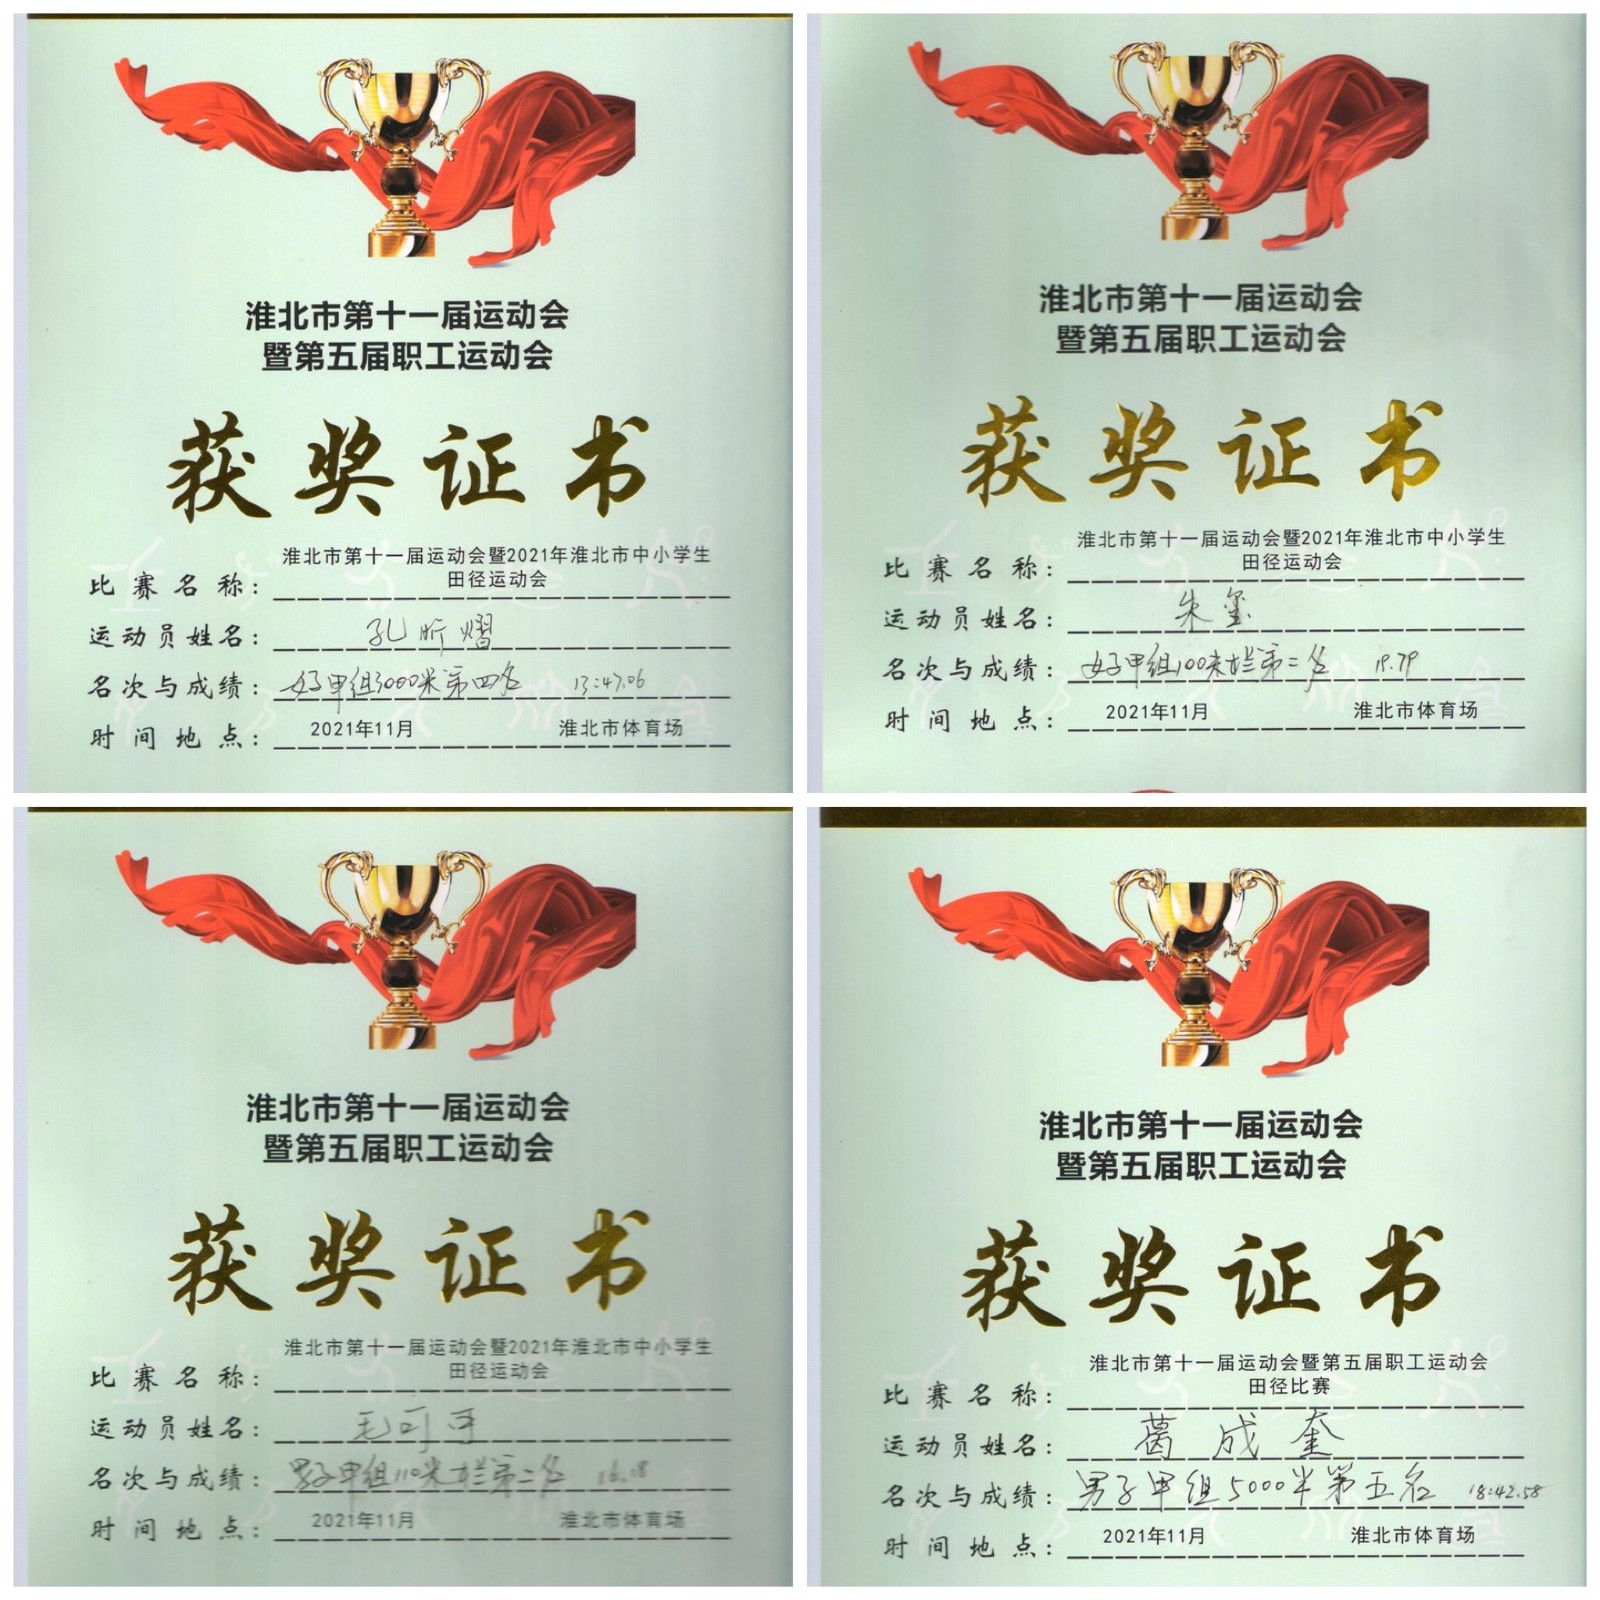 淮北市第十一届运动会
暨第五届职工运动会
获奖证书
淮北市第十一届运动会暨2021年淮北市中小学生
比赛名称：田径运动会
运动员姓名：孔昕熠
名次与成绩：女子甲组3000米第四名 13:47.06
时间地点：2021年11月 淮北市体育场
淮北市第十一届运动会
暨第五届职工运动会
获奖证书
淮北市第十一届运动会暨2021年淮北市中小学生
比赛名称：田径运动会
运动员姓名：朱玺
名次与成绩：女子甲组100米栏第二名 19.79
时间地点：2021年11月 淮北市体育场
淮北市第十一届运动会
暨第五届职工运动会
获奖证书
淮北市第十一届运动会暨2021年淮北市中小学生
比赛名称：田径运动会
运动员姓名：毛可可
名次与成绩：男子甲组110米栏第二名 16.18
时间地点：2021年11月 淮北市体育场
淮北市第十一届运动会
暨第五届职工运动会
获奖证书
淮北市第十一届运动会暨第五届职工运动会
比赛名称：田径比赛
运动员姓名：葛成奎
名次与成绩：男子甲组5000米第五名 18:42.58
时间地点：2021年11月 淮北市体育场